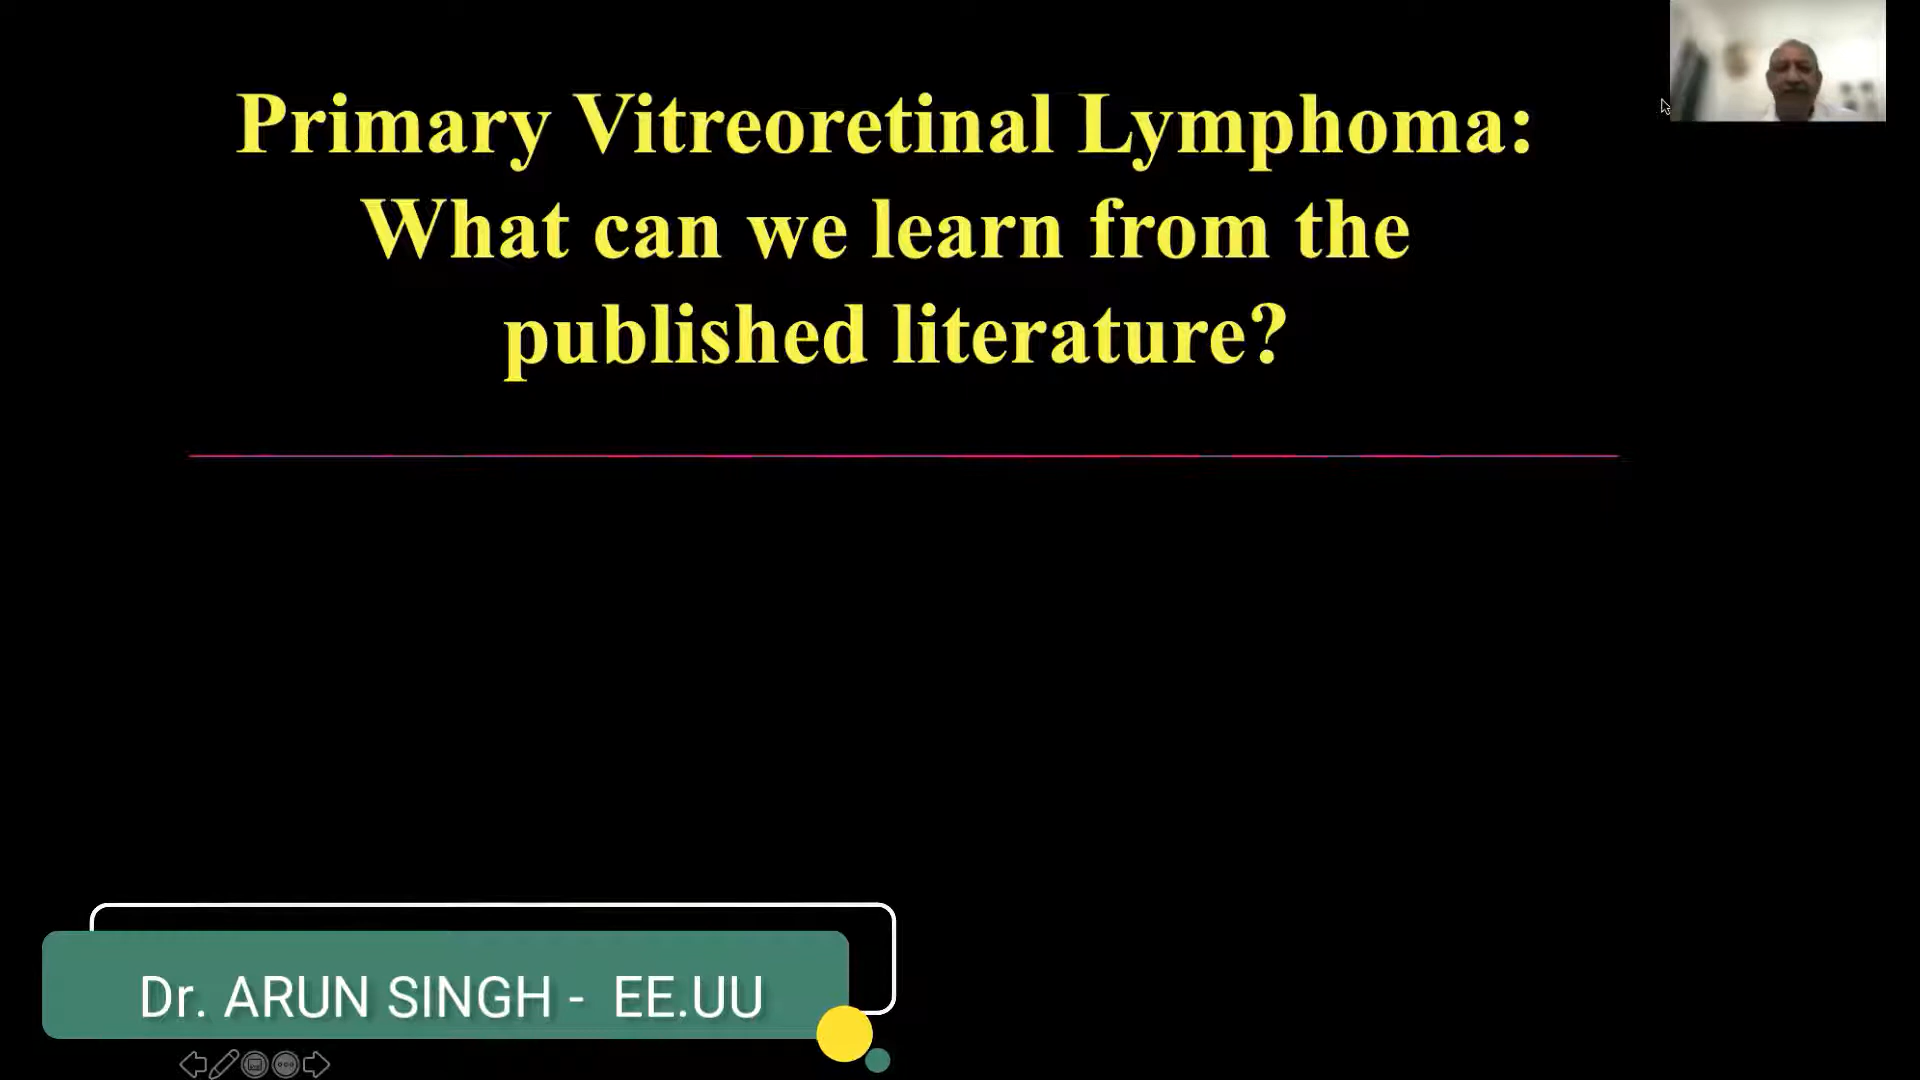 Primary Vitreoretinal Lymphoma:
What can we learn from the
published literature?
Dr. ARUN SINGH - EE.UU